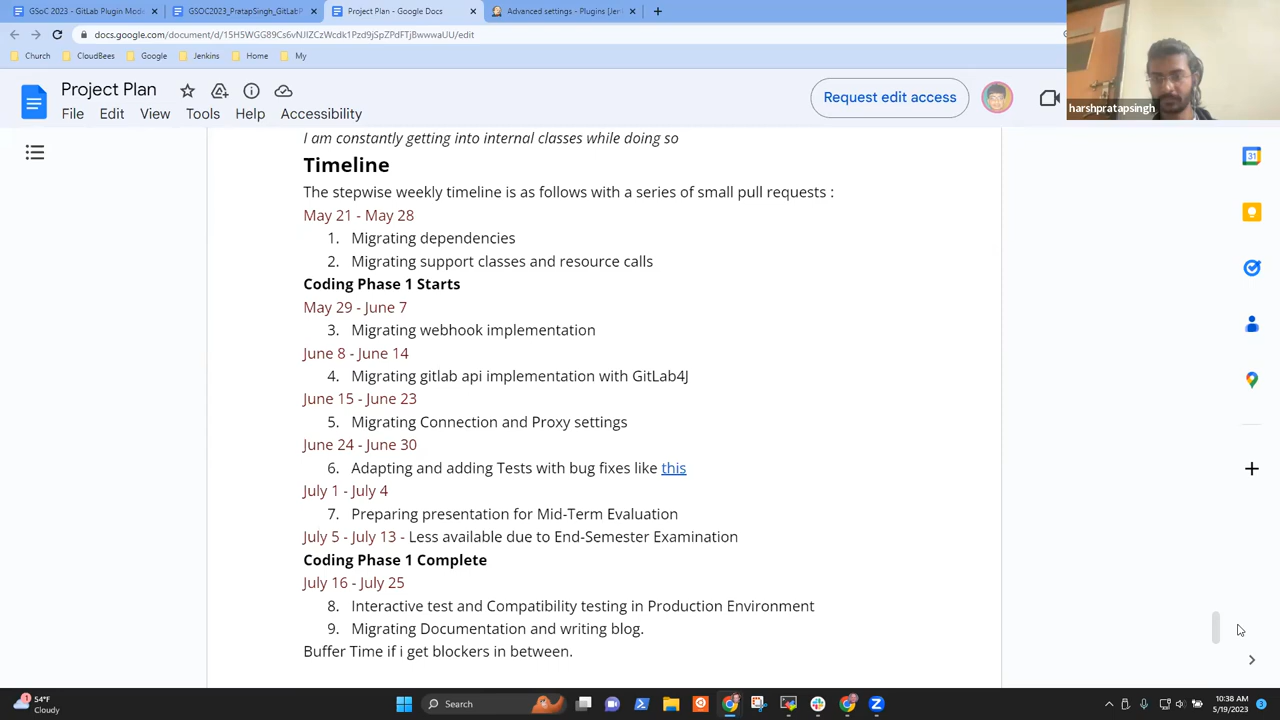 GSoC 2023 - GitLab Plugin Mode
GSOC2023_PratapSingh_GitLabP
Project Plan - Google Docs
Advanced settings - Plugins [Jen
docs.google.com/document/d/15H5WGG89Cs6vNJIZCzWcdk1Pzd9jSpZPdFTjBwwwaUU/edit
Church
CloudBees
Google
Jenkins
Home
My
Project Plan
File Edit View Tools Help Accessibility
Request edit access
harshpratapsingh
I am constantly getting into internal classes while doing so
Timeline
The stepwise weekly timeline is as follows with a series of small pull requests :
May 21 - May 28
1. Migrating dependencies
2. Migrating support classes and resource calls
Coding Phase 1 Starts
May 29 - June 7
3. Migrating webhook implementation
June 8 - June 14
4. Migrating gitlab api implementation with GitLab4J
June 15 - June 23
5. Migrating Connection and Proxy settings
June 24 - June 30
6. Adapting and adding Tests with bug fixes like this
July 1 - July 4
7. Preparing presentation for Mid-Term Evaluation
July 5 - July 13 - Less available due to End-Semester Examination
Coding Phase 1 Complete
July 16 - July 25
8. Interactive test and Compatibility testing in Production Environment
9. Migrating Documentation and writing blog.
Buffer Time if i get blockers in between.
31
54°F
Cloudy
Search
10:38 AM
5/19/2023